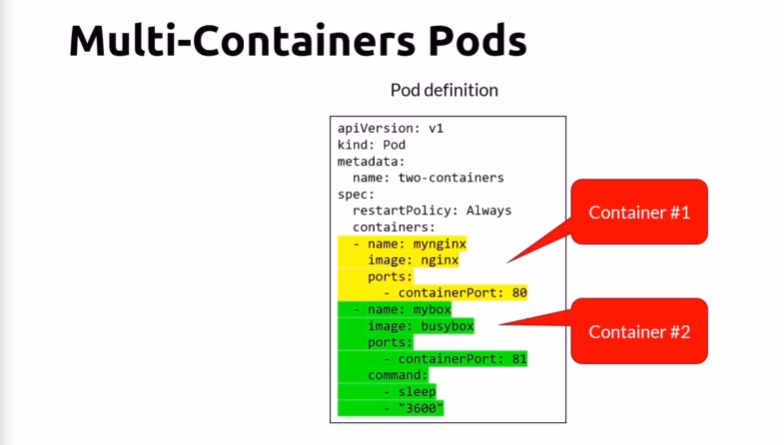 Multi-Containers Pods
Pod definition
apiVersion: v1
kind: Pod
metadata:
  name: two-containers
spec:
  restartPolicy: Always
  containers:
  - name: mynginx
    image: nginx
    ports:
      - containerPort: 80
  - name: mybox
    image: busybox
    ports:
      - containerPort: 81
    command:
      - sleep
      - "3600"
Container #1
Container #2